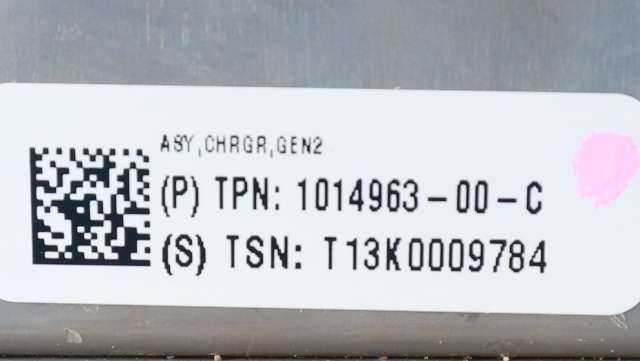 ASY,CHRGR,GEN2
(P) TPN: 1014963-00-C
(S) TSN: T13K0009784